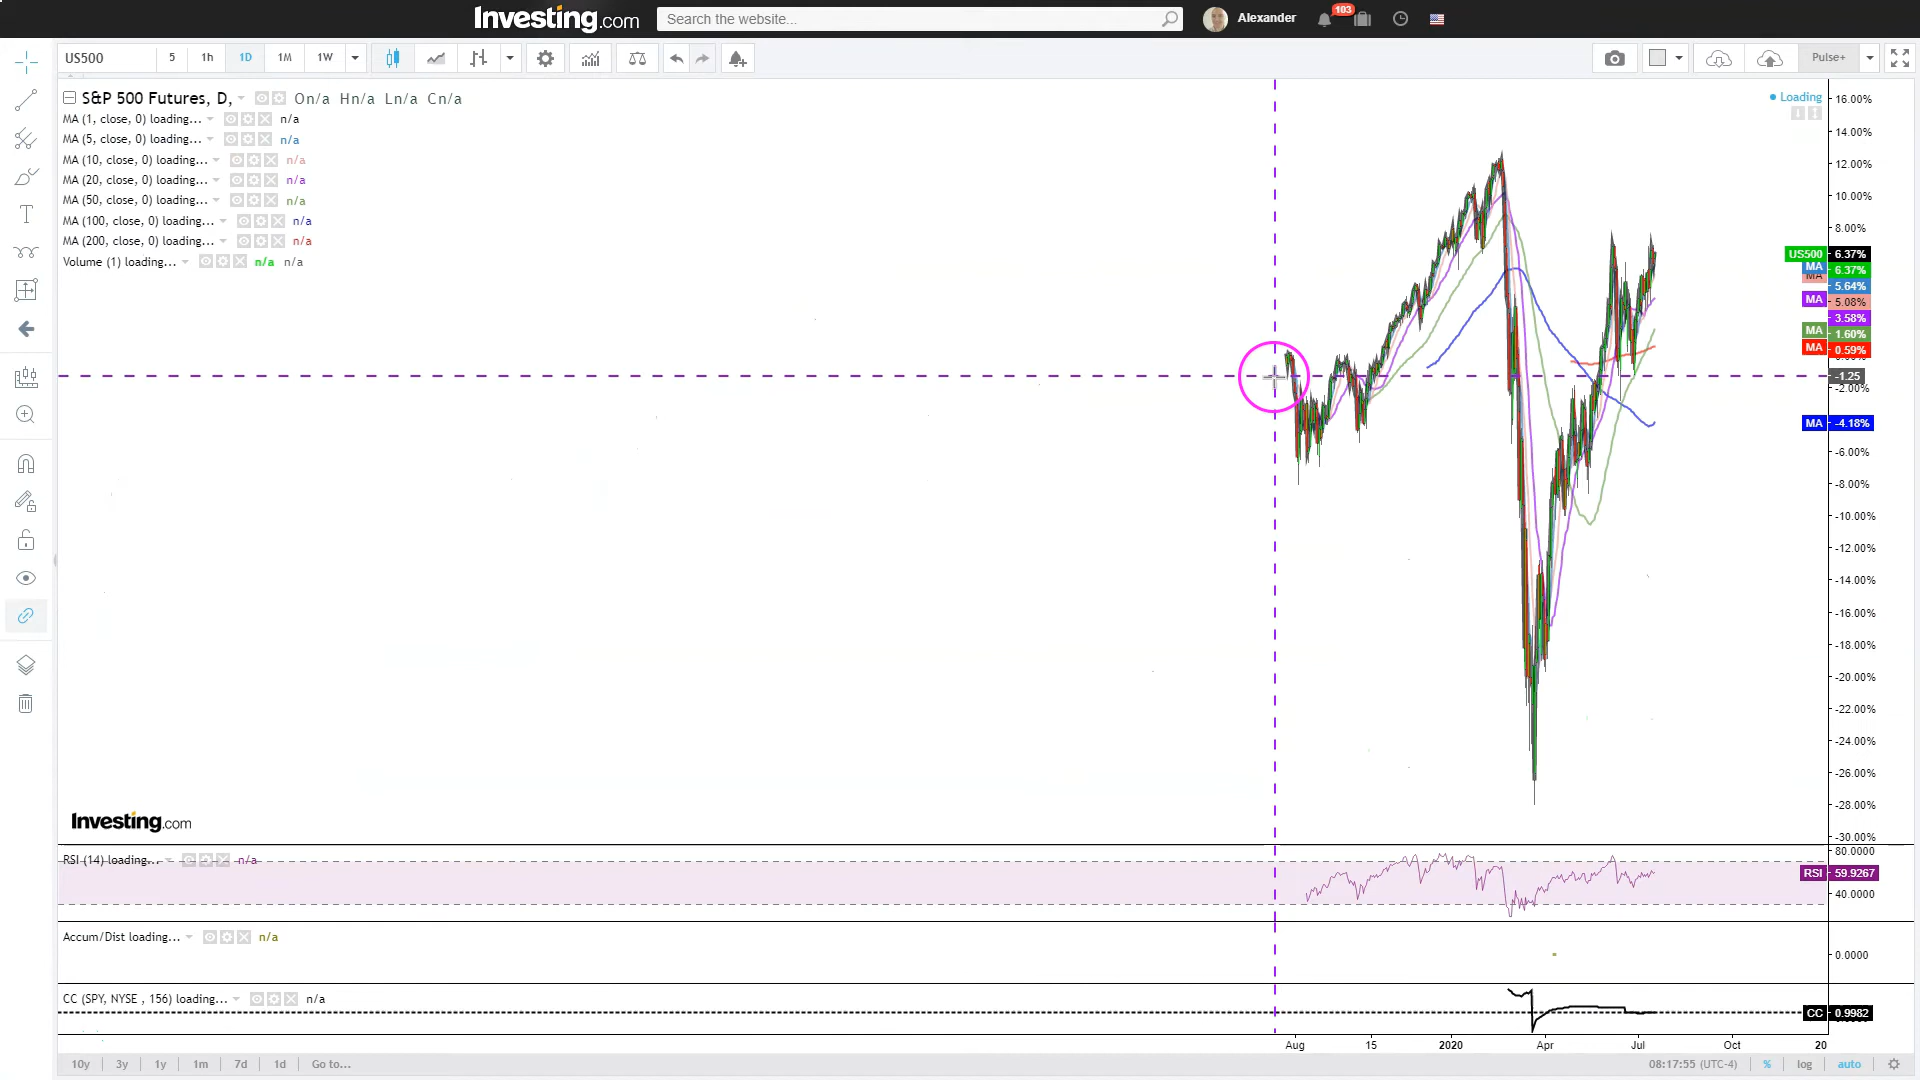 Investing.com
Search the website...
Alexander
103
US500
5
1h
1D
1M
1W
Pulse+
S&P 500 Futures, D,
On/a Hn/a Ln/a Cn/a
MA (1, close, 0) loading... n/a
MA (5, close, 0) loading... n/a
MA (10, close, 0) loading... n/a
MA (20, close, 0) loading... n/a
MA (50, close, 0) loading... n/a
MA (100, close, 0) loading... n/a
MA (200, close, 0) loading... n/a
Volume (1) loading... n/a n/a
Loading
16.00%
14.00%
12.00%
10.00%
8.00%
US500 6.37%
MA 6.37%
MA 5.64%
MA 5.08%
3.58%
MA 1.60%
MA 0.59%
-1.25
-2.00%
MA -4.18%
-6.00%
-8.00%
-10.00%
-12.00%
-14.00%
-16.00%
-18.00%
-20.00%
-22.00%
-24.00%
-26.00%
-28.00%
-30.00%
Investing.com
RSI (14) loading... n/a
80.0000
RSI 59.9267
40.0000
Accum/Dist loading... n/a
0.0000
CC (SPY, NYSE , 156) loading... n/a
CC 0.9982
Aug 15 2020 Apr Jul Oct 20
10y 3y 1y 1m 7d 1d Go to...
08:17:55 (UTC-4) % log auto